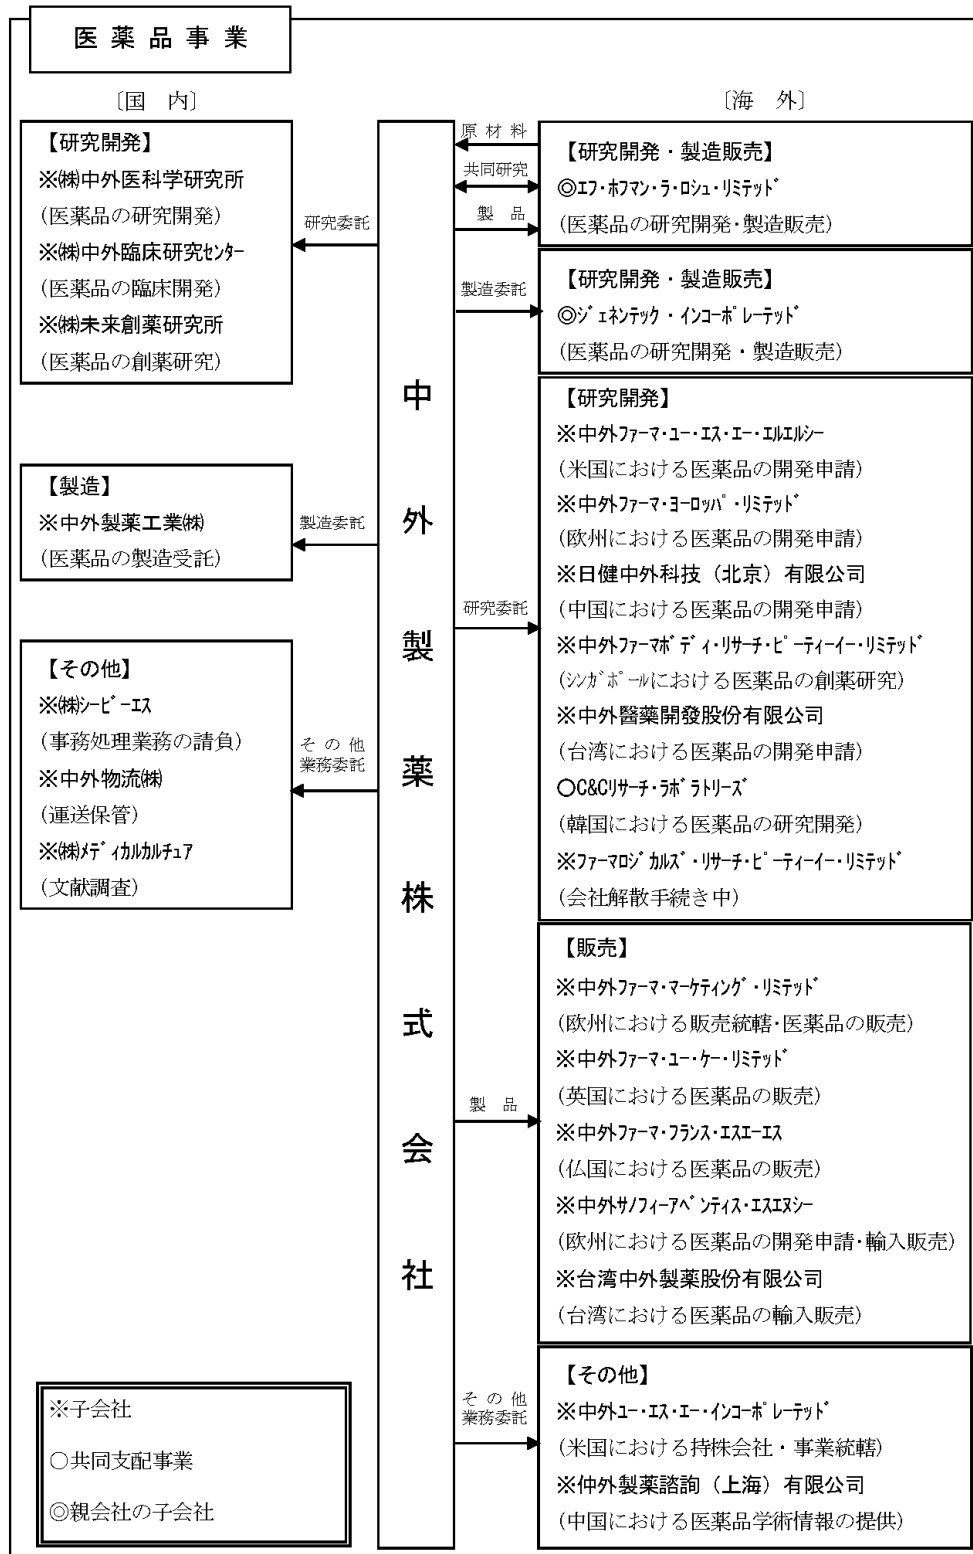 医薬品事業
〔国 内〕
【研究開発】
※㈱中外医科学研究所
(医薬品の研究開発)
※㈱中外臨床研究ｾﾝﾀｰ
(医薬品の臨床開発)
※㈱未来創薬研究所
(医薬品の創薬研究)
研究委託
【製造】
※中外製薬工業㈱
(医薬品の製造受託)
製造委託
【その他】
※㈱ｼｰﾋﾞｰｴｽ
(事務処理業務の請負)
※中外物流㈱
(運送保管)
※㈱ﾒﾃﾞｨｶﾙｶﾙﾁｭｱ
(文献調査)
その他
業務委託
中外製薬株式会社
〔海 外〕
原材料
共同研究
製 品
【研究開発・製造販売】
◎ｴﾌ･ﾎﾌﾏﾝ･ﾗ･ﾛｼｭ･ﾘﾐﾃｯﾄﾞ
(医薬品の研究開発･製造販売)
製造委託
【研究開発・製造販売】
◎ｼﾞｪﾈﾝﾃｯｸ・ｲﾝｺｰﾎﾟﾚｰﾃｯﾄﾞ
(医薬品の研究開発・製造販売)
研究委託
【研究開発】
※中外ﾌｧｰﾏ･ﾕｰ･ｴｽ･ｴｰ･ｴﾙｴﾙｼｰ
(米国における医薬品の開発申請)
※中外ﾌｧｰﾏ･ﾖｰﾛｯﾊﾟ･ﾘﾐﾃｯﾄﾞ
(欧州における医薬品の開発申請)
※日健中外科技（北京）有限公司
(中国における医薬品の開発申請)
※中外ﾌｧｰﾏﾎﾞﾃﾞｨ･ﾘｻｰﾁ･ﾋﾟｰﾃｨｰｲｰ･ﾘﾐﾃｯﾄﾞ
(ｼﾝｶﾞﾎﾟｰﾙにおける医薬品の創薬研究)
※中外醫藥開發股份有限公司
(台湾における医薬品の開発申請)
○C&Cﾘｻｰﾁ･ﾗﾎﾞﾗﾄﾘｰｽﾞ
(韓国における医薬品の研究開発)
※ﾌｧｰﾏﾛｼﾞｶﾙｽﾞ･ﾘｻｰﾁ･ﾋﾟｰﾃｨｰｲｰ･ﾘﾐﾃｯﾄﾞ
(会社解散手続き中)
製 品
【販売】
※中外ﾌｧｰﾏ･ﾏｰｹﾃｨﾝｸﾞ･ﾘﾐﾃｯﾄﾞ
(欧州における販売統轄･医薬品の販売)
※中外ﾌｧｰﾏ･ﾕｰ･ｹｰ･ﾘﾐﾃｯﾄﾞ
(英国における医薬品の販売)
※中外ﾌｧｰﾏ･ﾌﾗﾝｽ･ｴｽｴｰｴｽ
(仏国における医薬品の販売)
※中外ｻﾉﾌｨｰｱﾍﾞﾝﾃｨｽ･ｴｽｴﾇｼｰ
(欧州における医薬品の開発申請･輸入販売)
※台湾中外製薬股份有限公司
(台湾における医薬品の輸入販売)
その他
業務委託
【その他】
※中外ﾕｰ･ｴｽ･ｴｰ･ｲﾝｺｰﾎﾟﾚｰﾃｯﾄﾞ
(米国における持株会社・事業統轄)
※仲外製薬諮詢（上海）有限公司
(中国における医薬品学術情報の提供)
※子会社
○共同支配事業
◎親会社の子会社